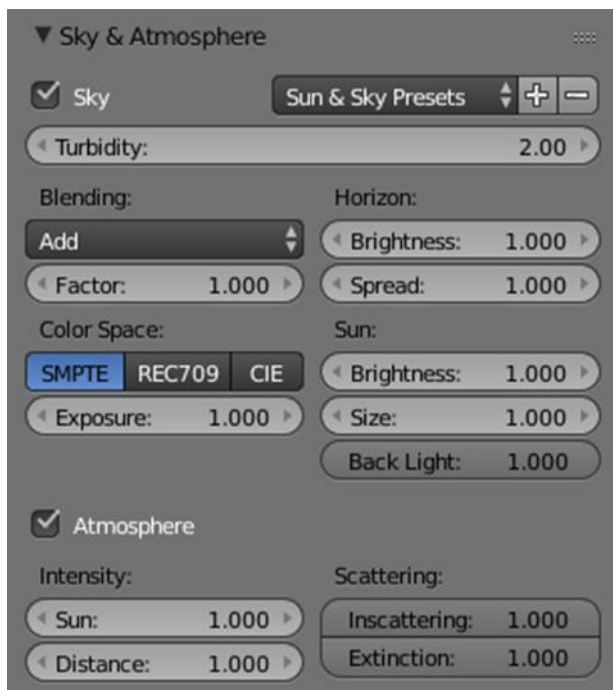 Sky & Atmosphere
Sky
Sun & Sky Presets
Turbidity: 2.00
Blending:
Add
Factor: 1.000
Horizon:
Brightness: 1.000
Spread: 1.000
Color Space:
SMPTE REC709 CIE
Exposure: 1.000
Sun:
Brightness: 1.000
Size: 1.000
Back Light: 1.000
Atmosphere
Intensity:
Sun: 1.000
Distance: 1.000
Scattering:
Inscattering: 1.000
Extinction: 1.000